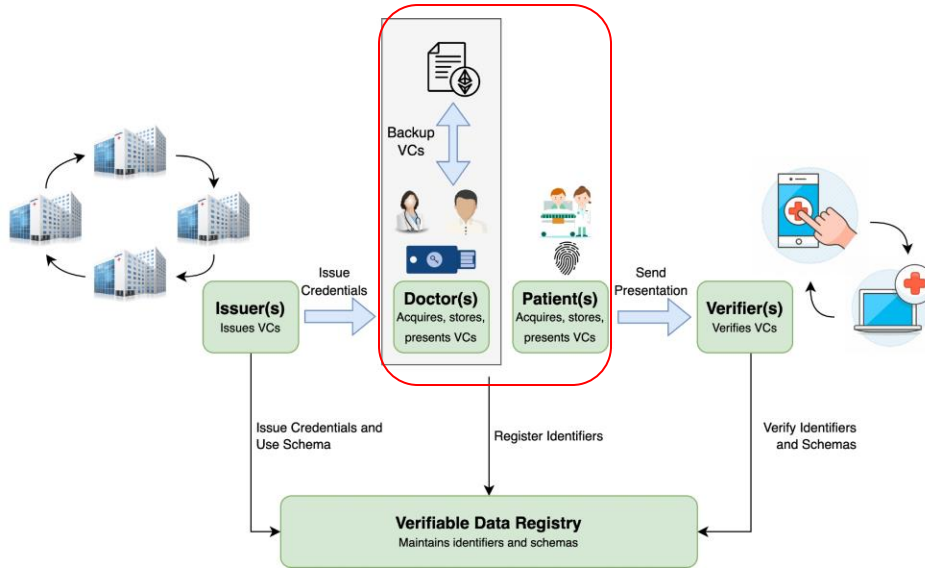 Backup
VCs
Issue
Credentials
Send
Presentation
Issuer(s)
Issues VCs
Doctor(s)
Acquires, stores,
presents VCs
Patient(s)
Acquires, stores,
presents VCs
Verifier(s)
Verifies VCs
Issue Credentials and
Use Schema
Register Identifiers
Verify Identifiers
and Schemas
Verifiable Data Registry
Maintains identifiers and schemas